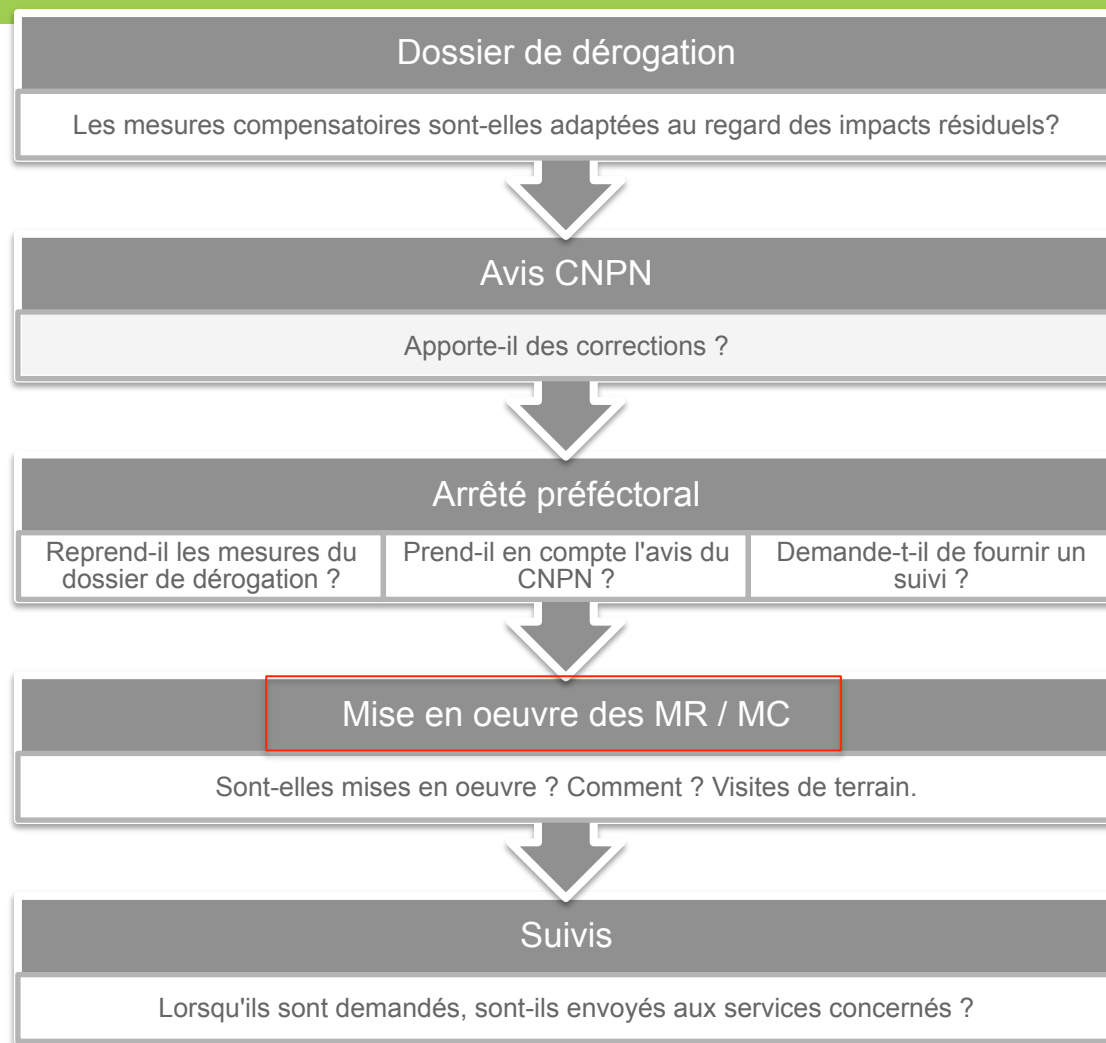 Dossier de dérogation
Les mesures compensatoires sont-elles adaptées au regard des impacts résiduels?
Avis CNPN
Apporte-il des corrections ?
Arrêté préféctoral
Reprend-il les mesures du
dossier de dérogation ?
Prend-il en compte l'avis du
CNPN ?
Demande-t-il de fournir un
suivi ?
Mise en oeuvre des MR / MC
Sont-elles mises en oeuvre ? Comment ? Visites de terrain.
Suivis
Lorsqu'ils sont demandés, sont-ils envoyés aux services concernés ?